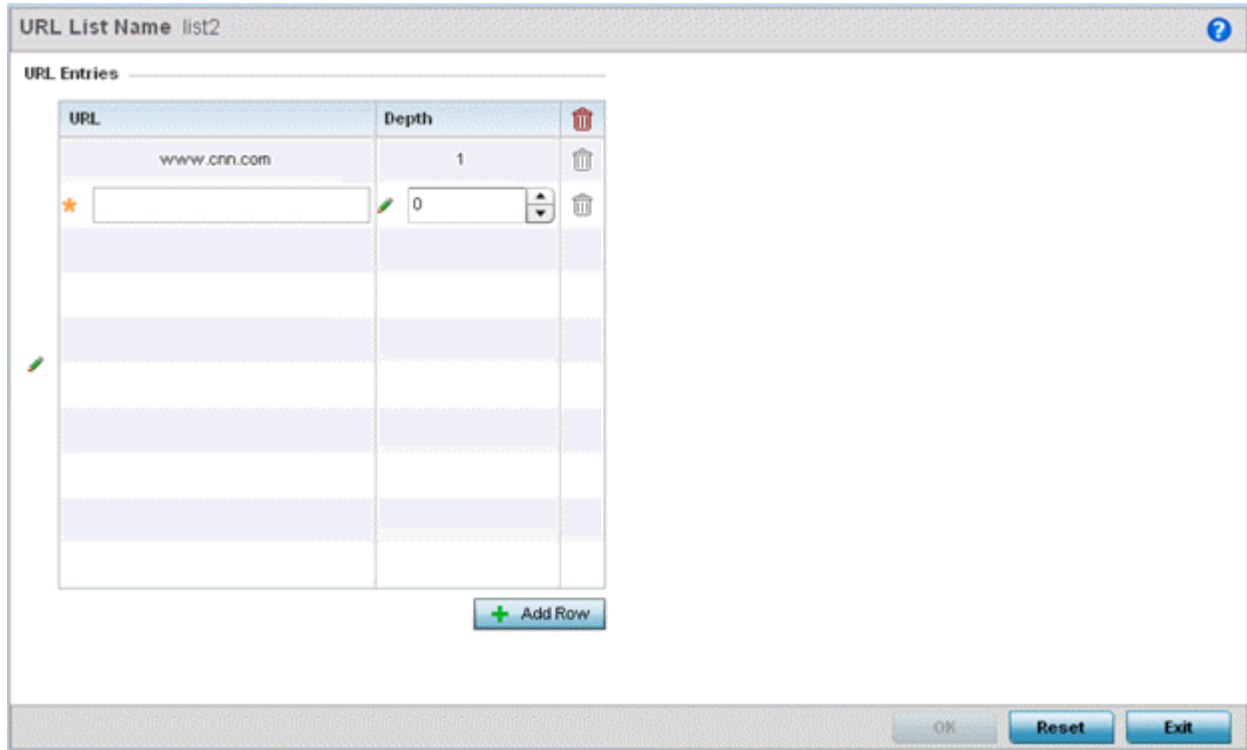 URL List Name list2 ?
URL Entries
URL Depth
www.cnn.com 1
* 0
+ Add Row
OK Reset Exit